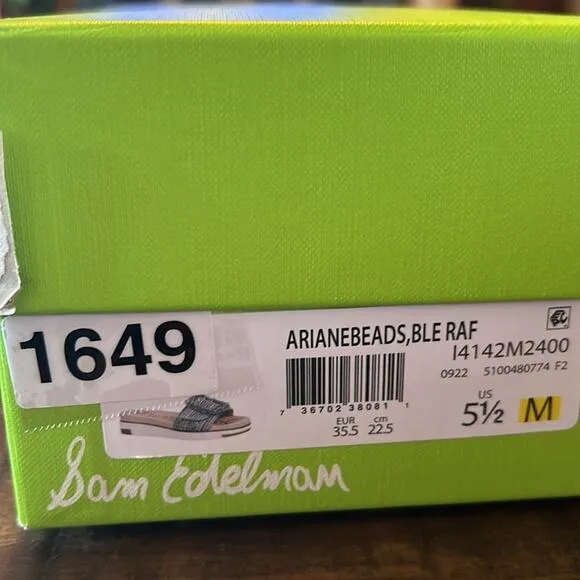 1649
ARIANEBEADS,BLE RAF
I4142M2400
0922 5100480774 F2
7 36702 38081 1
EUR cm
35.5 22.5
US
5½ M
Sam Edelman